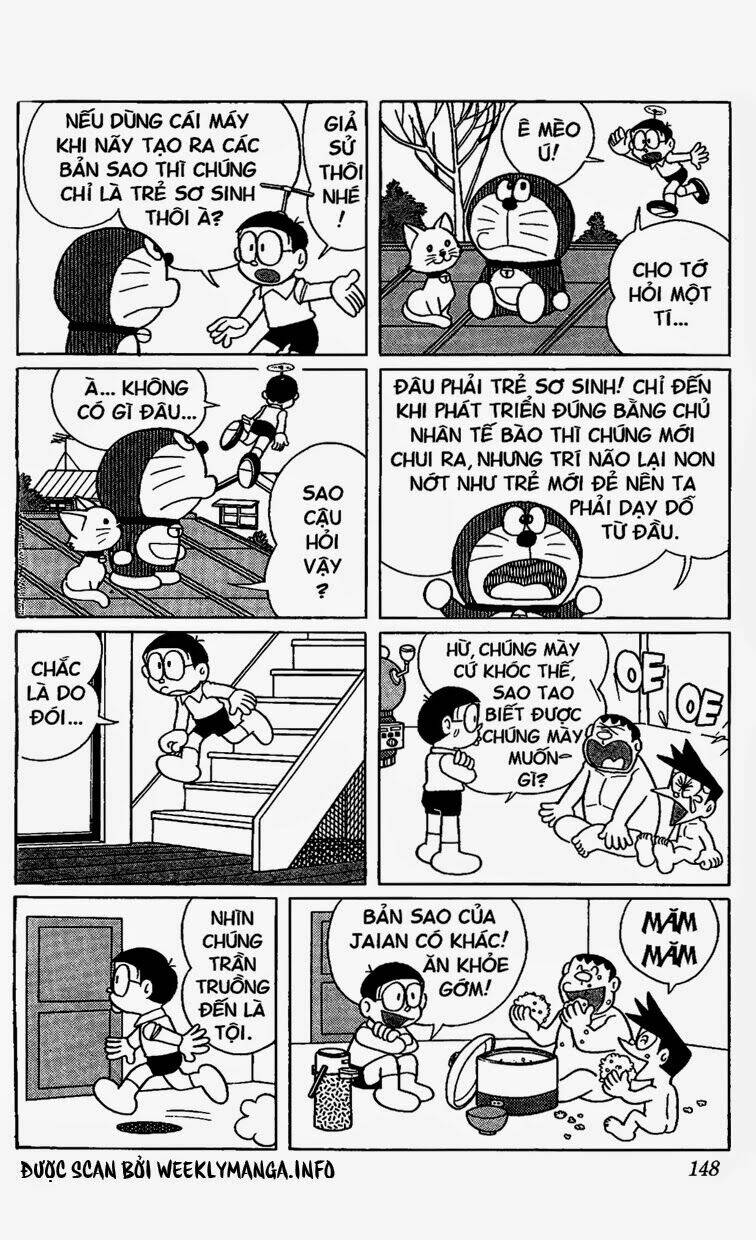 Ê MÈO
Ú!
CHO TỚ
HỎI MỘT
TÍ...
GIẢ
SỬ
THÔI
NHÉ
!
NẾU DÙNG CÁI MÁY
KHI NÃY TẠO RA CÁC
BẢN SAO THÌ CHÚNG
CHỈ LÀ TRẺ SƠ SINH
THÔI À?
ĐÂU PHẢI TRẺ SƠ SINH! CHỈ ĐẾN
KHI PHÁT TRIỂN ĐÚNG BẰNG CHỦ
NHÂN TẾ BÀO THÌ CHÚNG MỚI
CHUI RA, NHƯNG TRÍ NÃO LẠI NON
NỚT NHƯ TRẺ MỚI ĐẺ NÊN TA
PHẢI DẠY DỖ
TỪ ĐẦU.
SAO
CẬU
HỎI
VẬY
?
À... KHÔNG
CÓ GÌ ĐÂU...
OE
OE
HỪ, CHÚNG MÀY
CỨ KHÓC THẾ,
SAO TAO
BIẾT ĐƯỢC
CHÚNG MÀY
MUỐN-
GÌ?
CHẮC
LÀ DO
ĐÓI...
MĂM
MĂM
BẢN SAO CỦA
JAIAN CÓ KHÁC!
ĂN KHỎE
GỚM!
NHÌN
CHÚNG
TRẦN
TRUỒNG
ĐẾN LÀ
TỘI.
ĐƯỢC SCAN BỞI WEEKLYMANGA.INFO
148